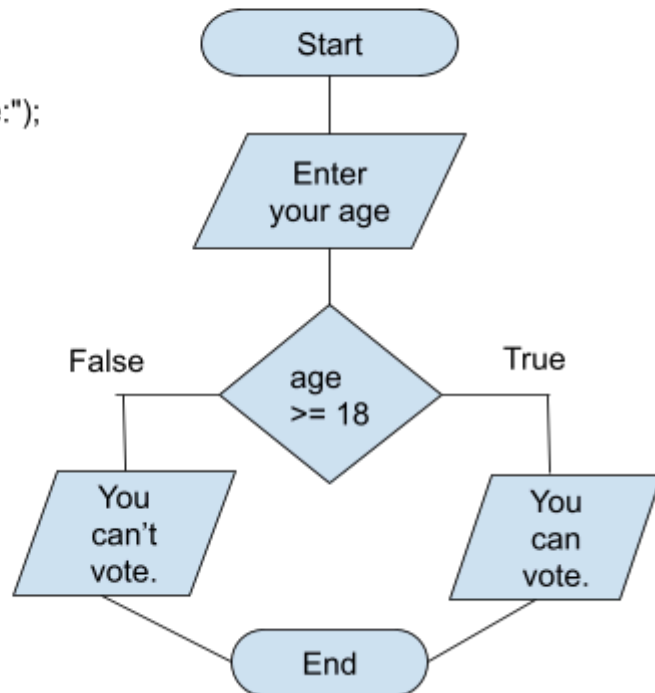 Start
:");
Enter
your age
False
True
age
>= 18
You
can't
vote.
You
can
vote.
End